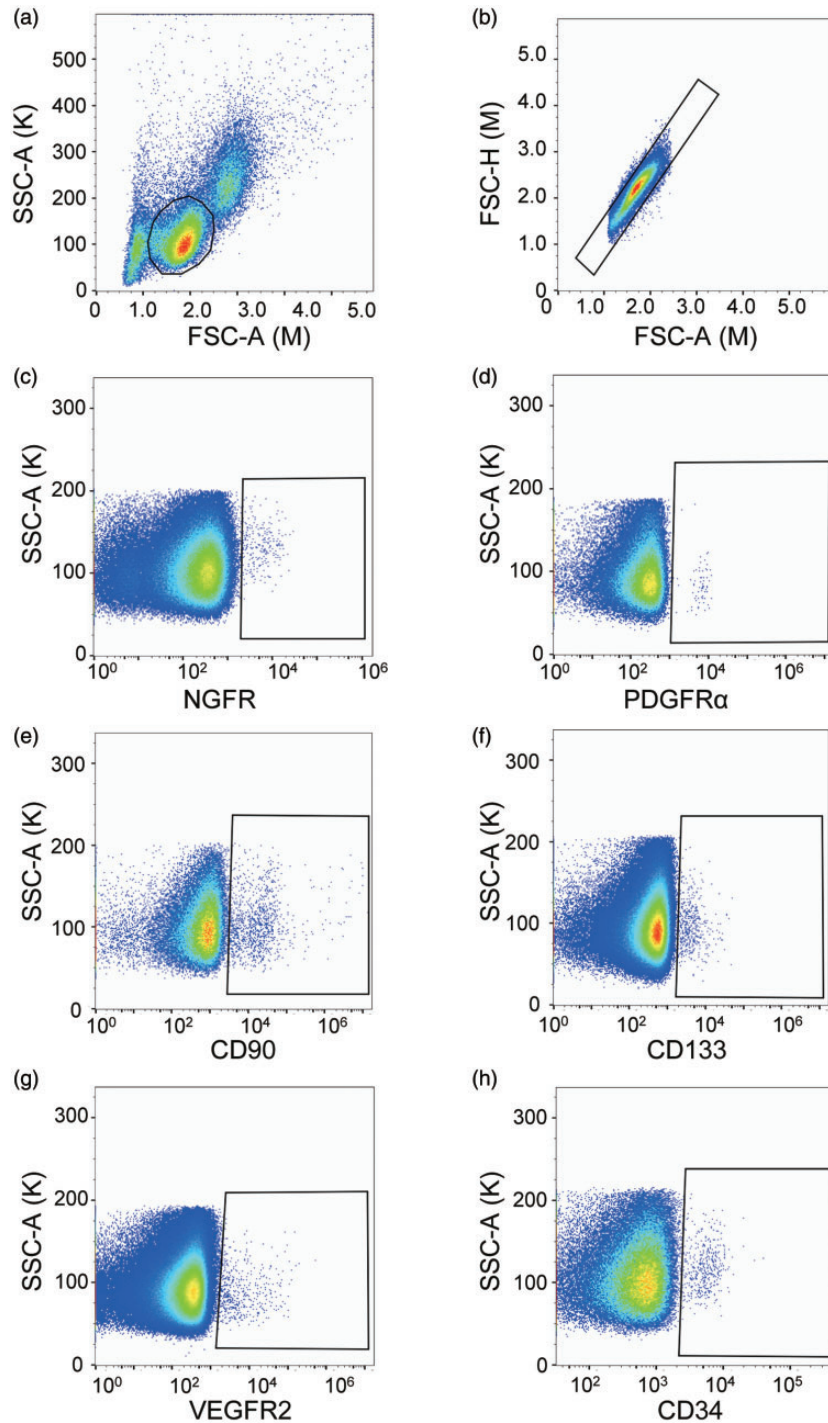 (a)
SSC-A (K)
500
400
300
200
100
0
0.0 1.0 2.0 3.0 4.0 5.0
FSC-A (M)
(b)
FSC-H (M)
5.0
4.0
3.0
2.0
1.0
0
1.0 2.0 3.0 4.0 5.0
FSC-A (M)
(c)
SSC-A (K)
300
200
100
0
10⁰ 10² 10⁴ 10⁶
NGFR
(d)
SSC-A (K)
300
200
100
0
10⁰ 10² 10⁴ 10⁶
PDGFRα
(e)
SSC-A (K)
300
200
100
0
10⁰ 10² 10⁴ 10⁶
CD90
(f)
SSC-A (K)
300
200
100
0
10⁰ 10² 10⁴ 10⁶
CD133
(g)
SSC-A (K)
300
200
100
0
10⁰ 10² 10⁴ 10⁶
VEGFR2
(h)
SSC-A (K)
300
200
100
0
10² 10³ 10⁴ 10⁵
CD34